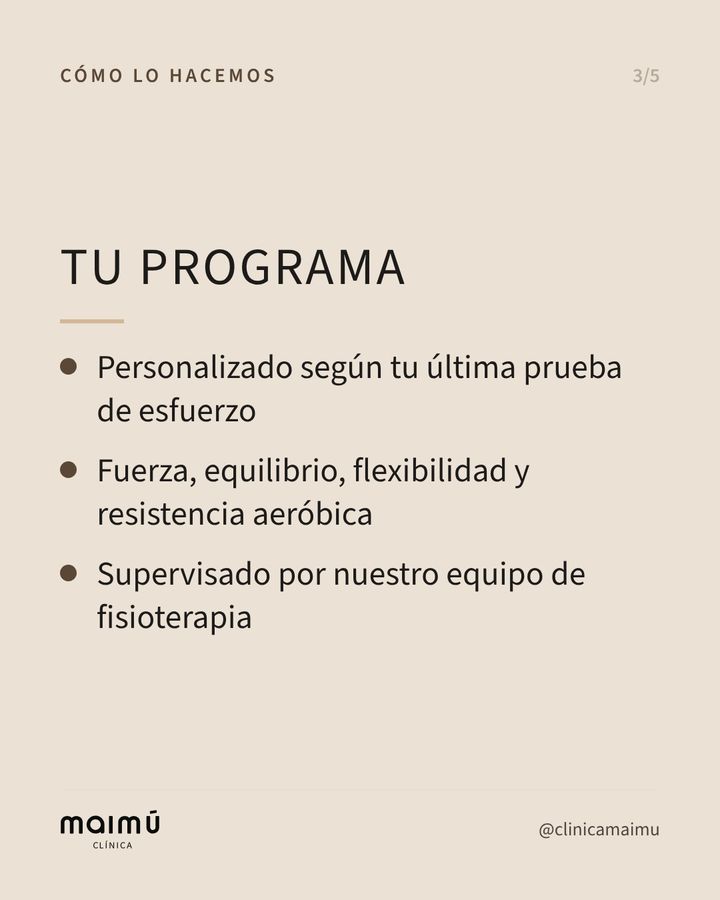 CÓMO LO HACEMOS
3/5
TU PROGRAMA
Personalizado según tu última prueba
de esfuerzo
Fuerza, equilibrio, flexibilidad y
resistencia aeróbica
Supervisado por nuestro equipo de
fisioterapia
maimú
CLÍNICA
@clinicamaimu